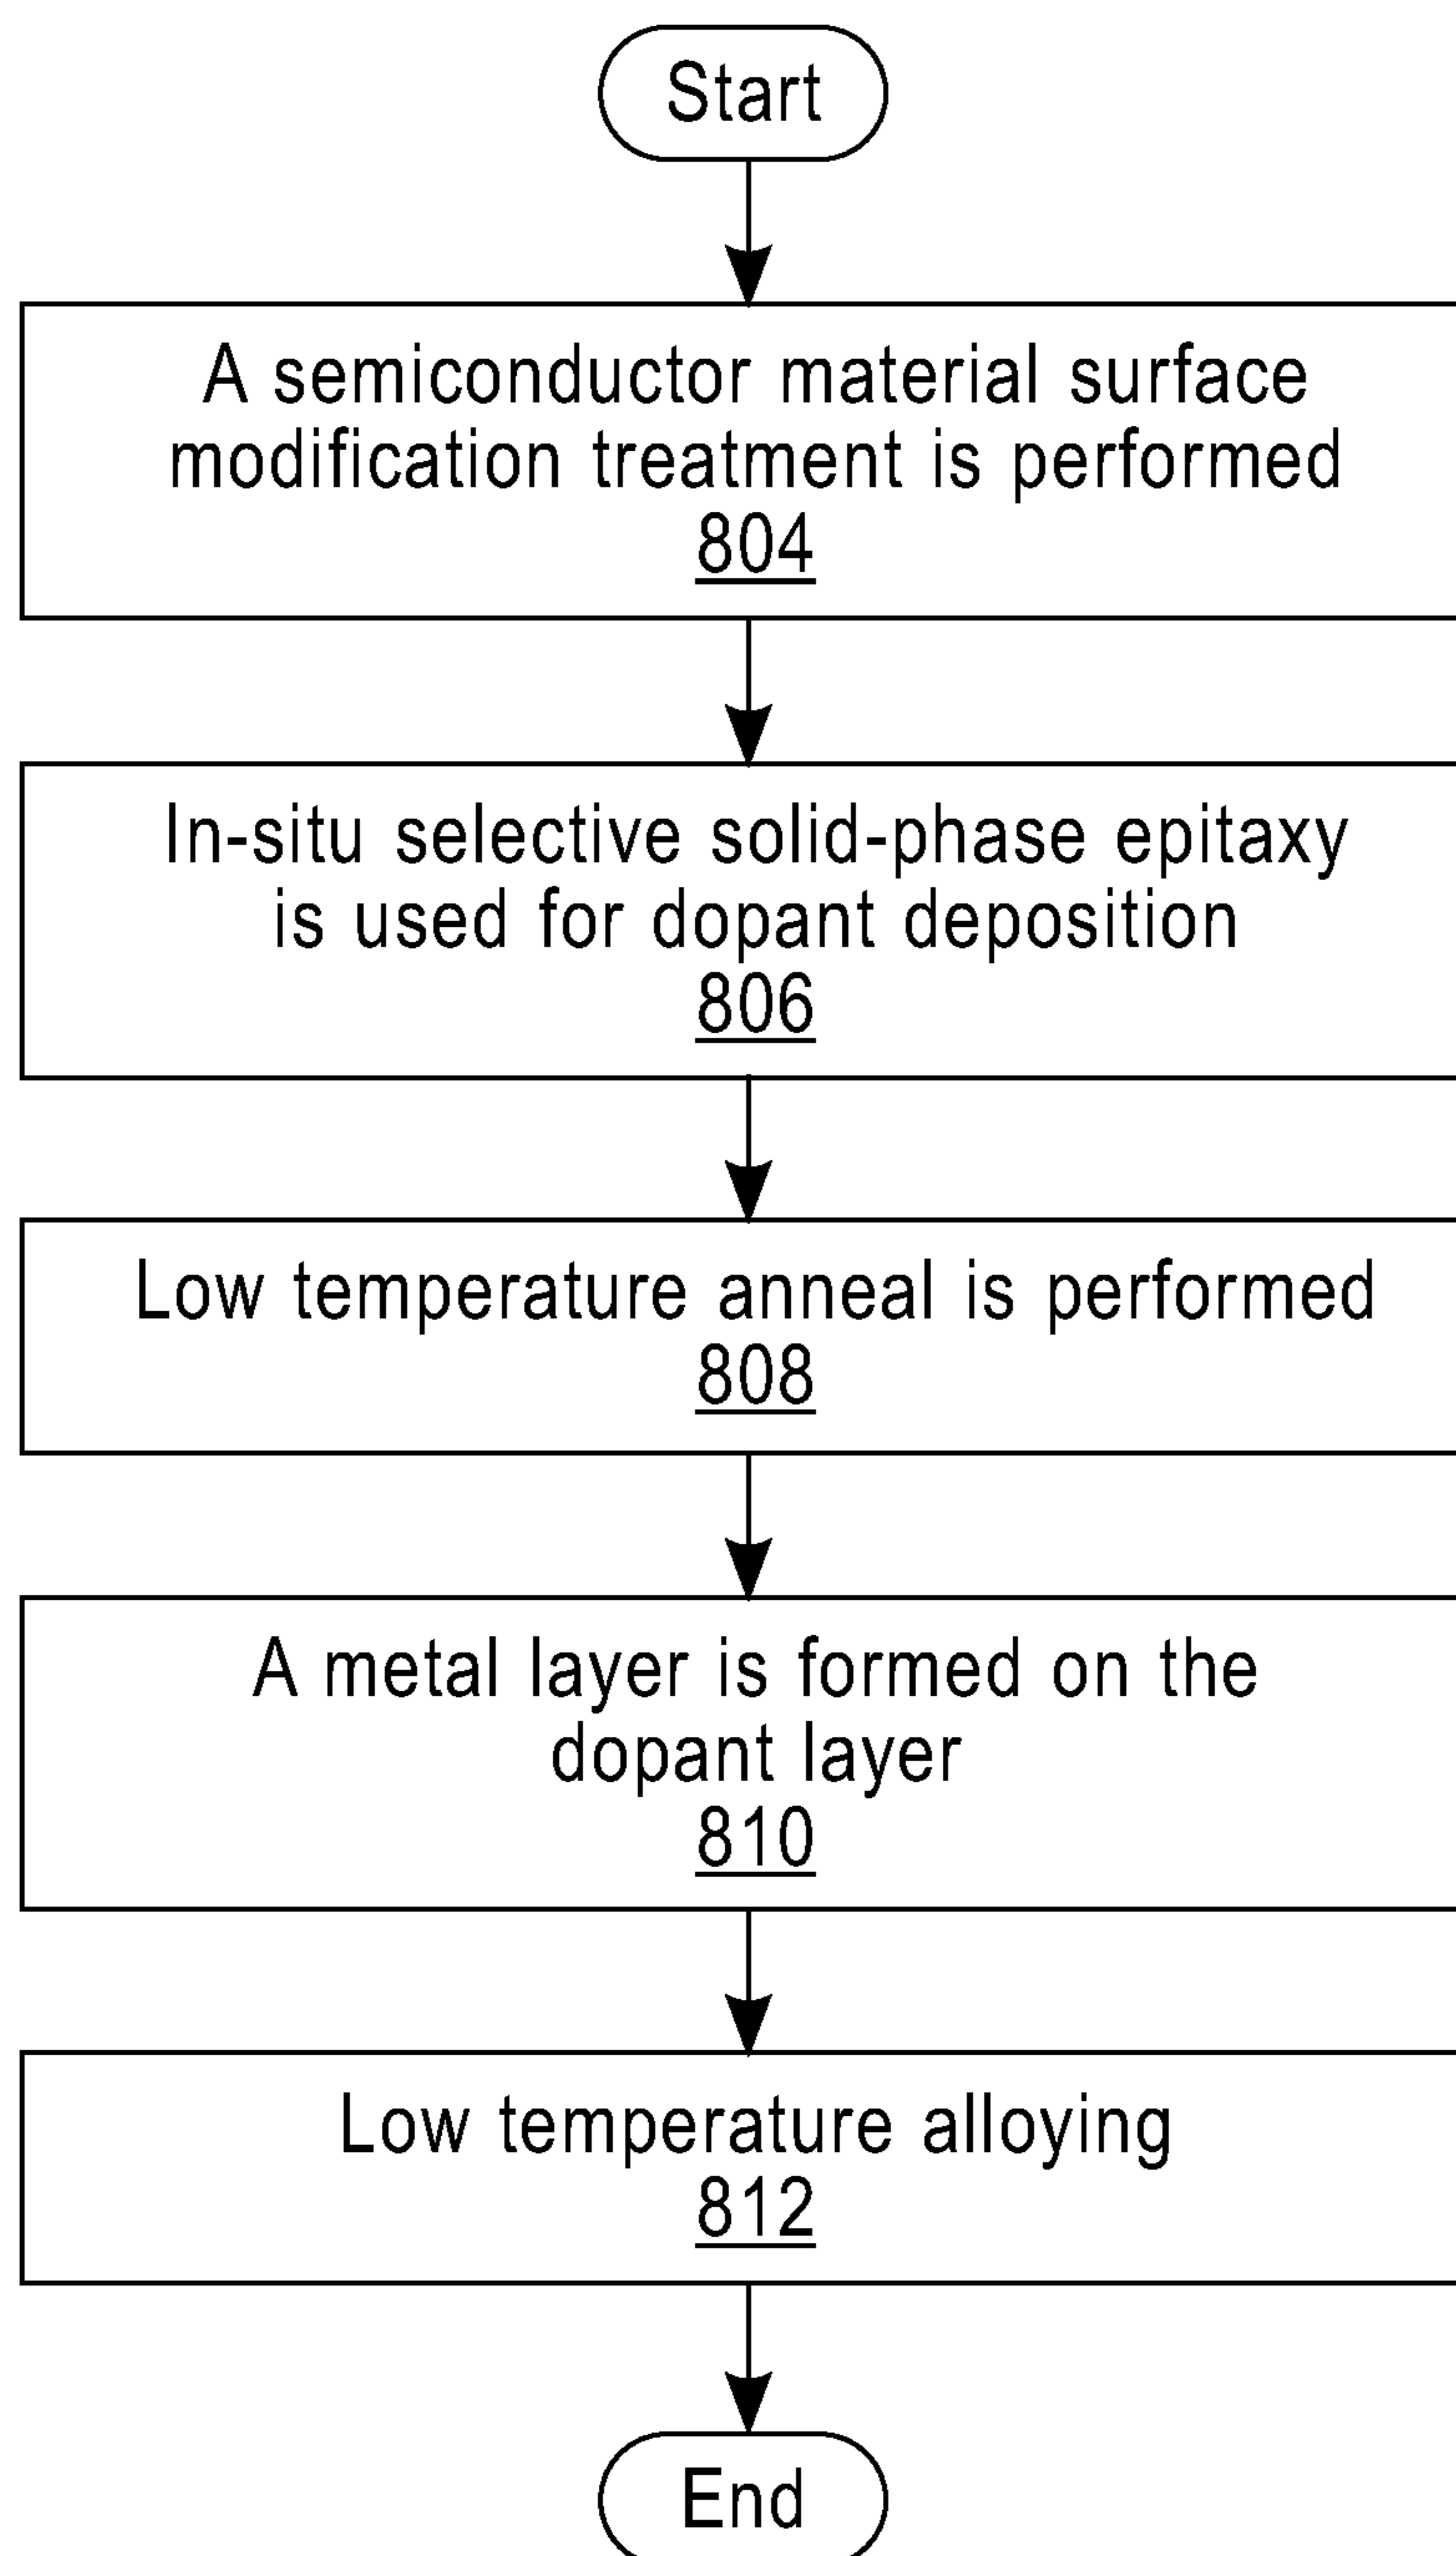 Start
A semiconductor material surface
modification treatment is performed
804
In-situ selective solid-phase epitaxy
is used for dopant deposition
806
Low temperature anneal is performed
808
A metal layer is formed on the
dopant layer
810
Low temperature alloying
812
End